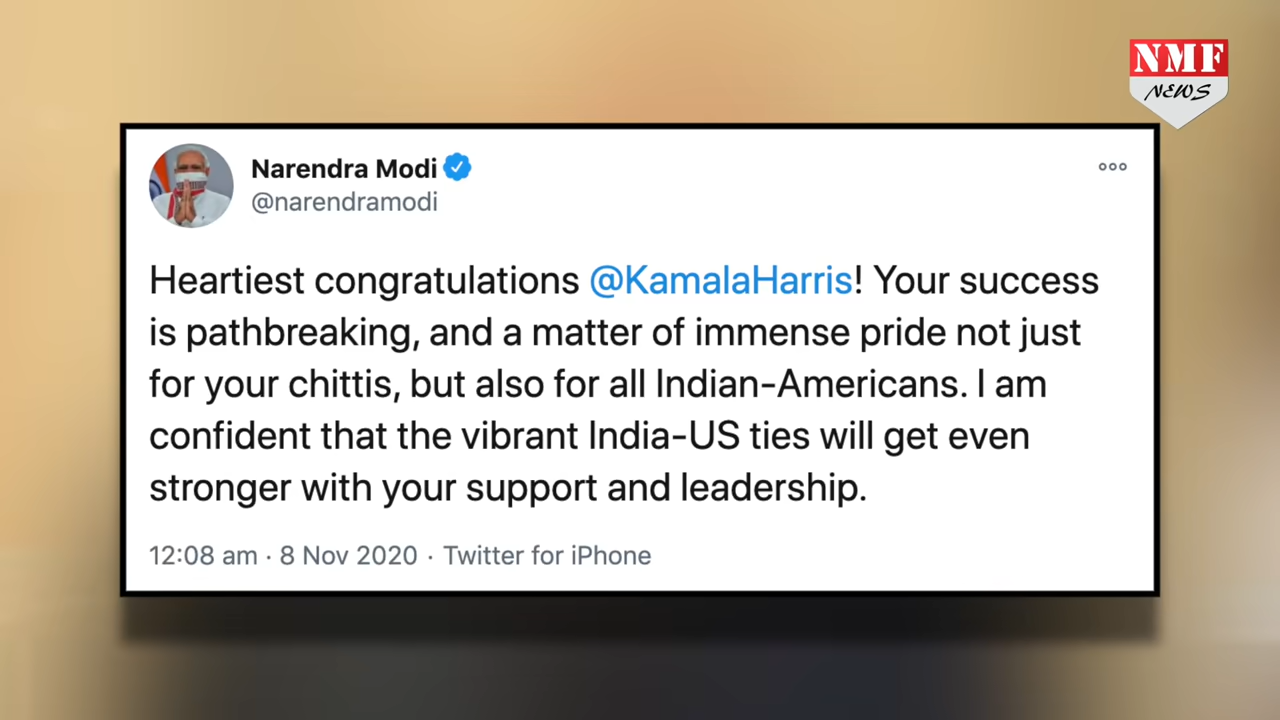 NMF
NEWS
Narendra Modi
@narendramodi
Heartiest congratulations @KamalaHarris! Your success
is pathbreaking, and a matter of immense pride not just
for your chittis, but also for all Indian-Americans. I am
confident that the vibrant India-US ties will get even
stronger with your support and leadership.
12:08 am · 8 Nov 2020 · Twitter for iPhone